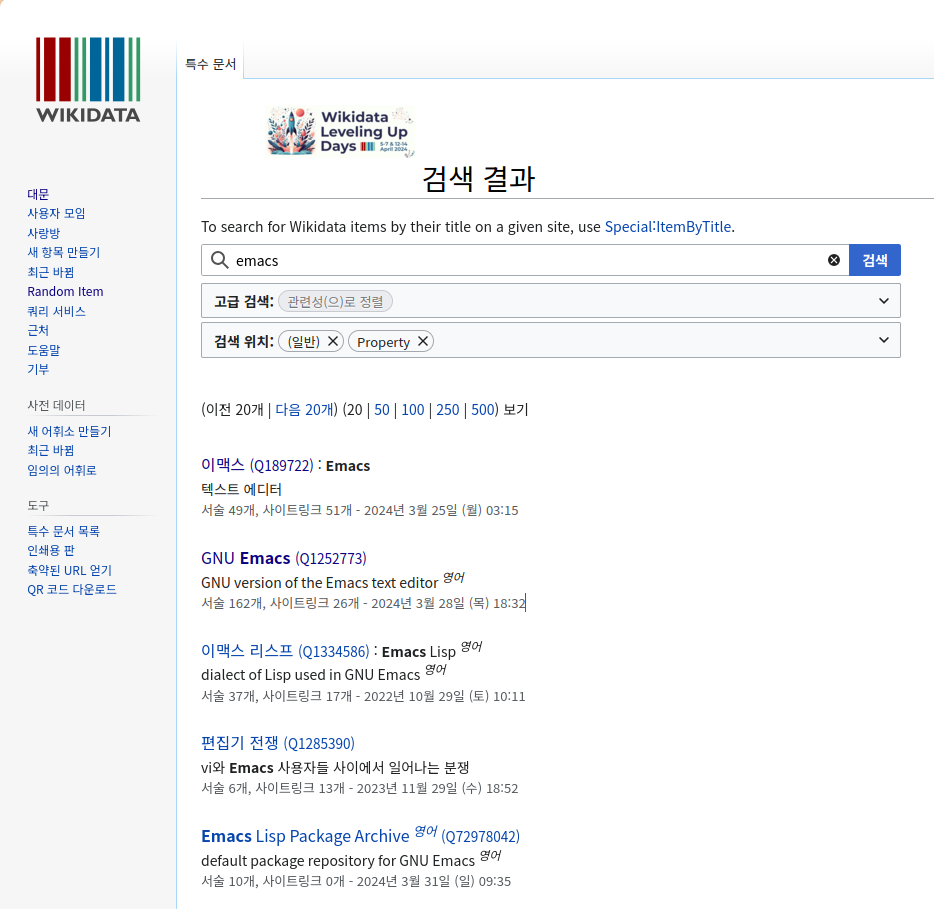 WIKIDATA
대문
사용자 모임
사랑방
새 항목 만들기
최근 바뀜
Random Item
쿼리 서비스
근처
도움말
기부
사전 데이터
새 어휘소 만들기
최근 바뀜
임의의 어휘로
도구
특수 문서 목록
인쇄용 판
축약된 URL 얻기
QR 코드 다운로드
특수 문서
Wikidata
Leveling Up
Days 5-7 & 12-14
April 2024
검색 결과
To search for Wikidata items by their title on a given site, use Special:ItemByTitle.
emacs 검색
고급 검색: 관련성(으)로 정렬
검색 위치: (일반) Property
(이전 20개 | 다음 20개) (20 | 50 | 100 | 250 | 500) 보기
이맥스 (Q189722) : Emacs
텍스트 에디터
서술 49개, 사이트링크 51개 - 2024년 3월 25일 (월) 03:15
GNU Emacs (Q1252773)
GNU version of the Emacs text editor 영어
서술 162개, 사이트링크 26개 - 2024년 3월 28일 (목) 18:32
이맥스 리스프 (Q1334586) : Emacs Lisp 영어
dialect of Lisp used in GNU Emacs 영어
서술 37개, 사이트링크 17개 - 2022년 10월 29일 (토) 10:11
편집기 전쟁 (Q1285390)
vi와 Emacs 사용자들 사이에서 일어나는 분쟁
서술 6개, 사이트링크 13개 - 2023년 11월 29일 (수) 18:52
Emacs Lisp Package Archive 영어 (Q72978042)
default package repository for GNU Emacs 영어
서술 10개, 사이트링크 0개 - 2024년 3월 31일 (일) 09:35